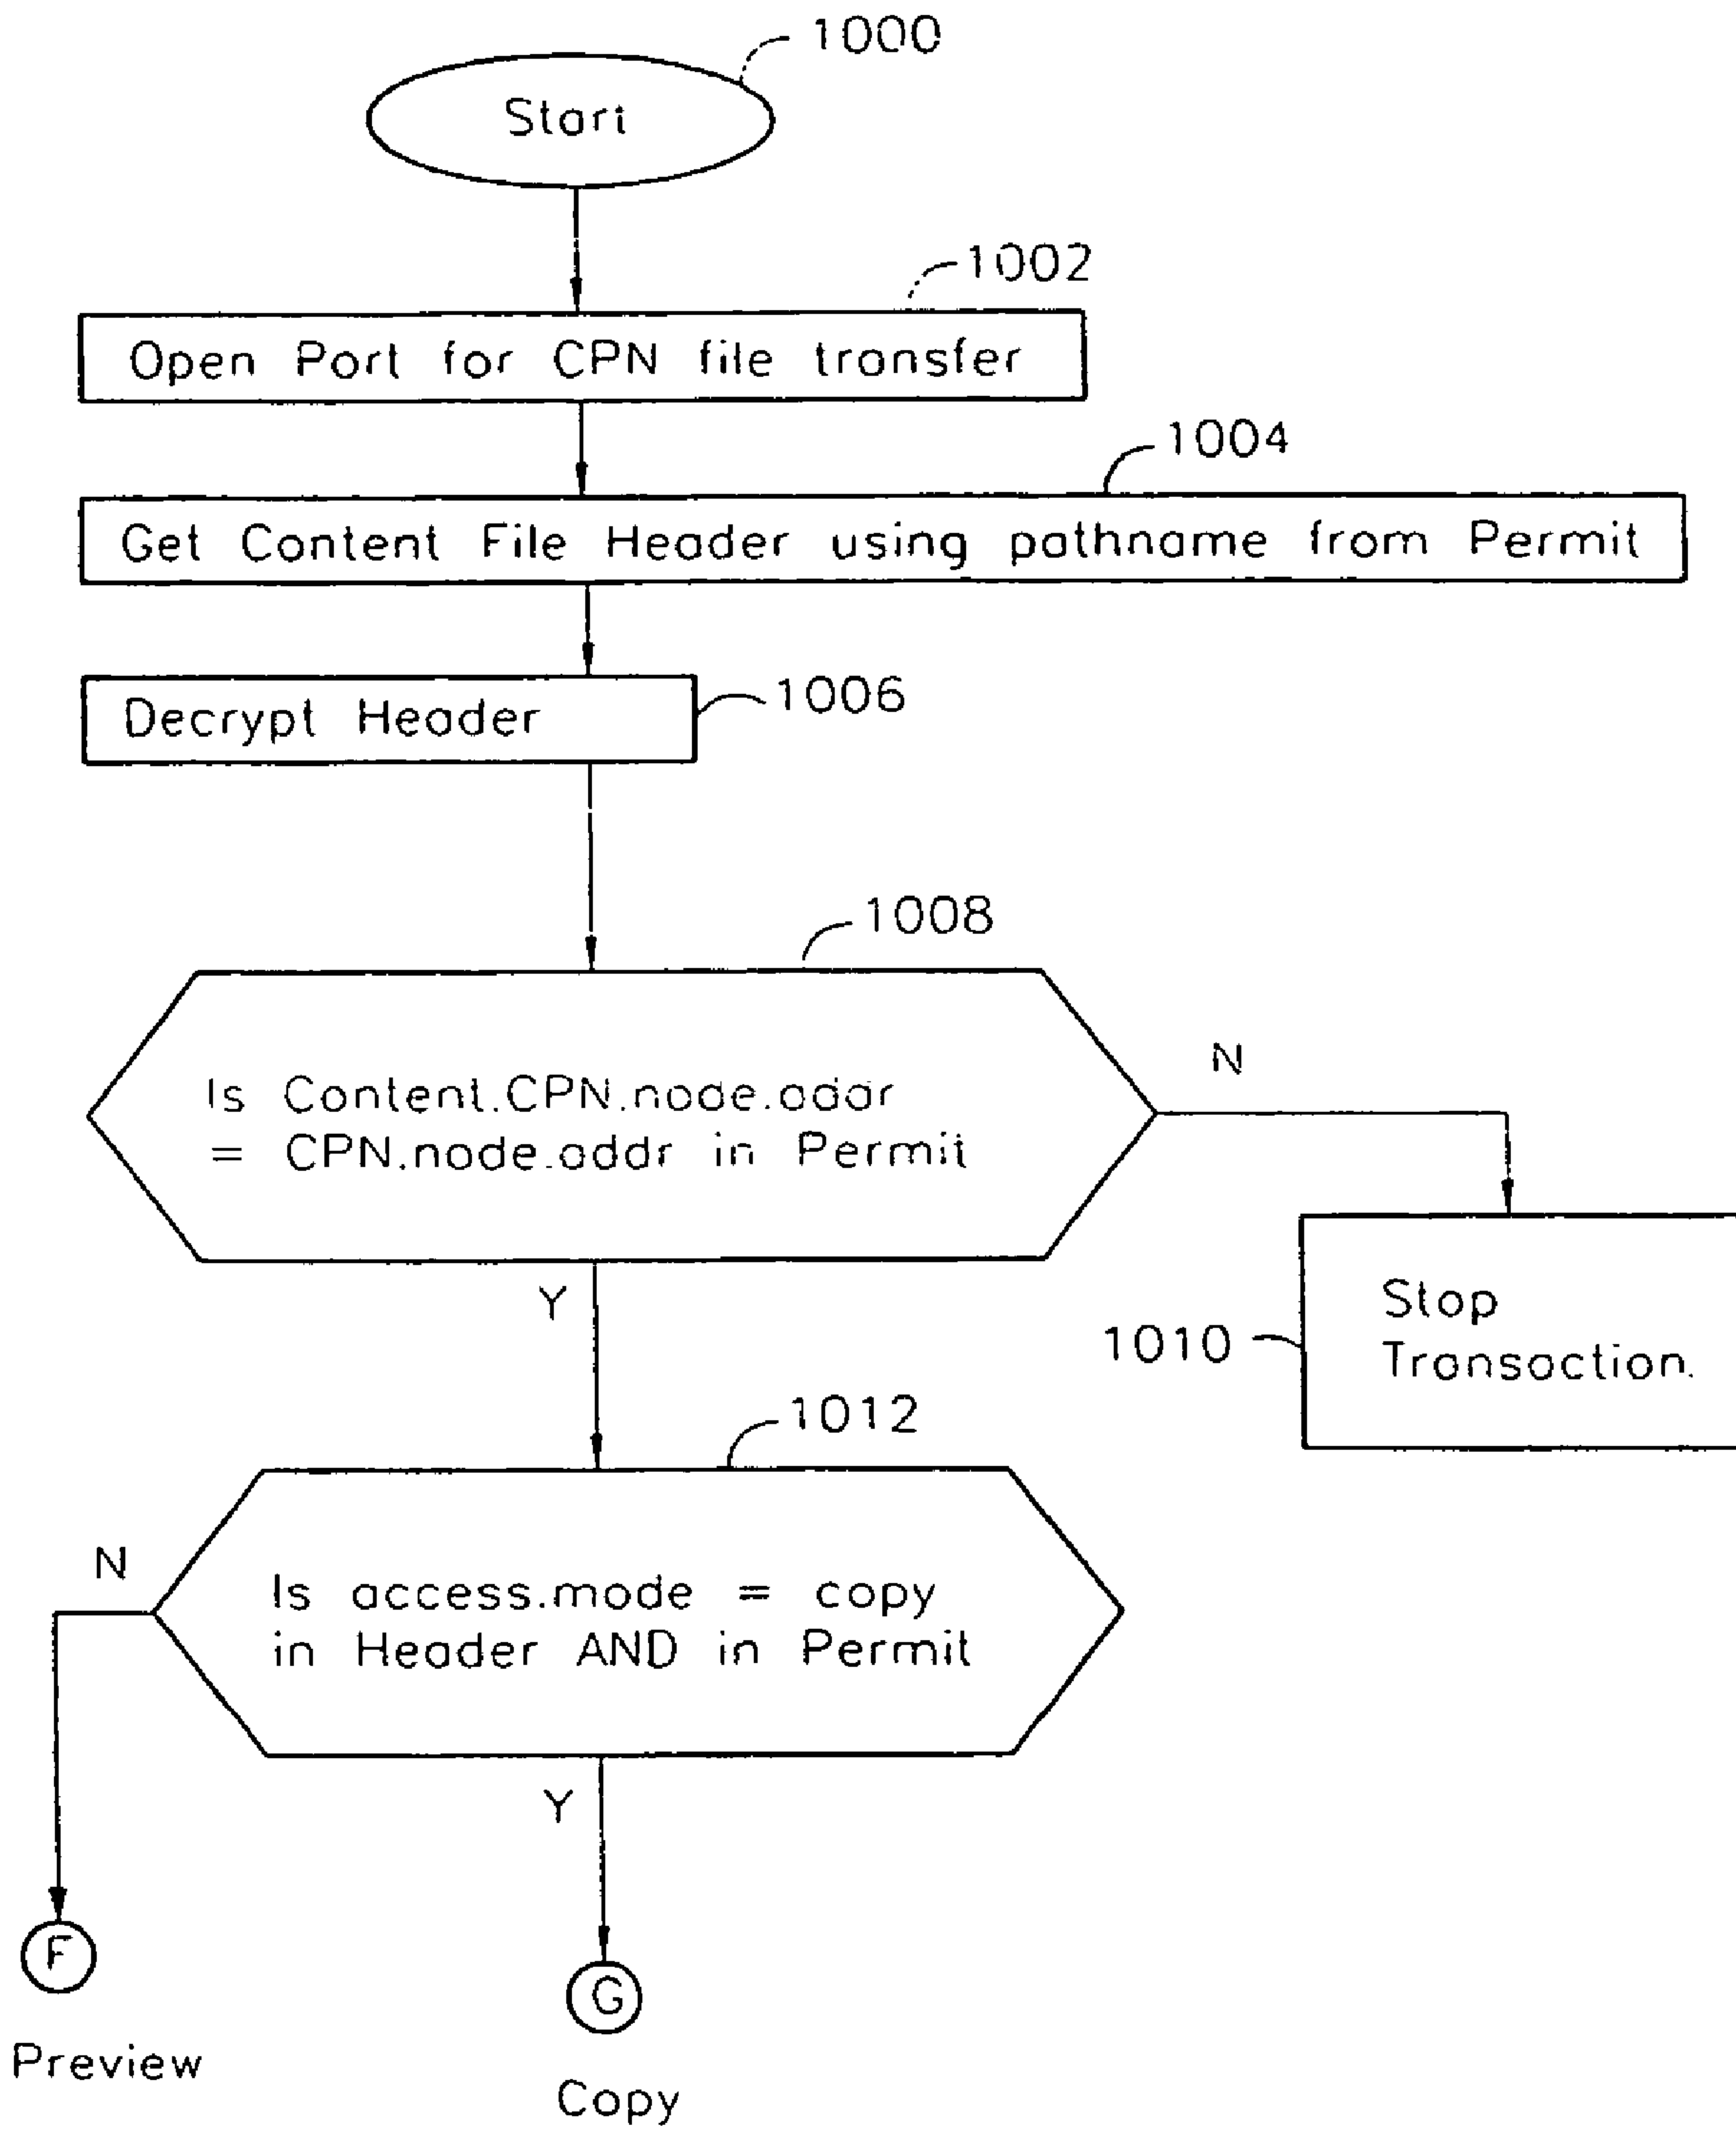 1000
Start
1002
Open Port for CPN file transfer
1004
Get Content File Header using pathname from Permit
1006
Decrypt Header
1008
Is Content.CPN.node.addr
= CPN.node.addr in Permit
N
Y
1010
Stop
Transaction.
1012
Is access.mode = copy
in Header AND in Permit
N
Y
F
G
Preview
Copy